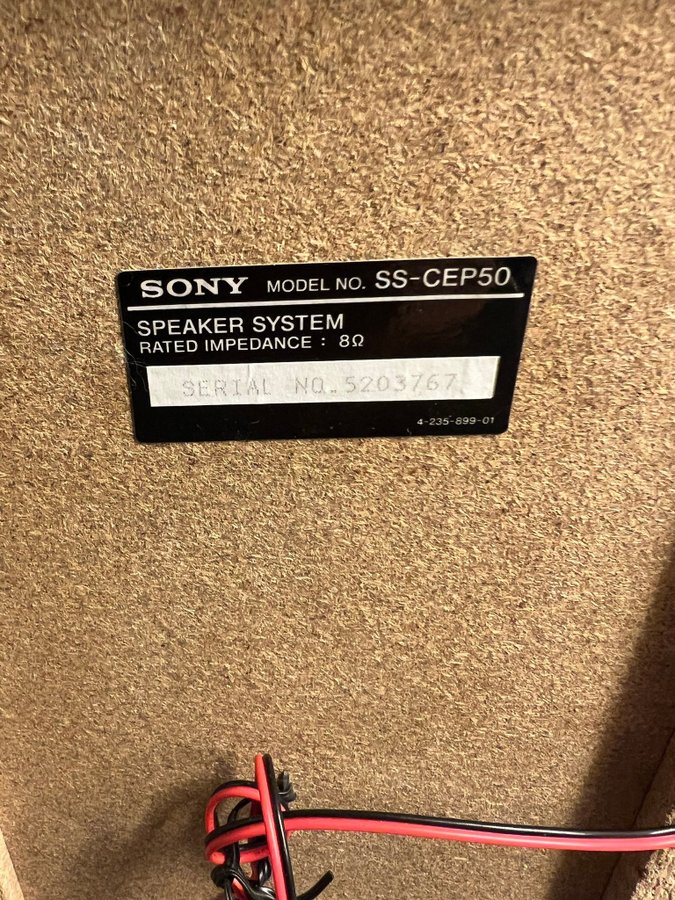 SONY MODEL NO. SS-CEP50
SPEAKER SYSTEM
RATED IMPEDANCE : 8Ω
SERIAL NO.5203767
4-235-899-01